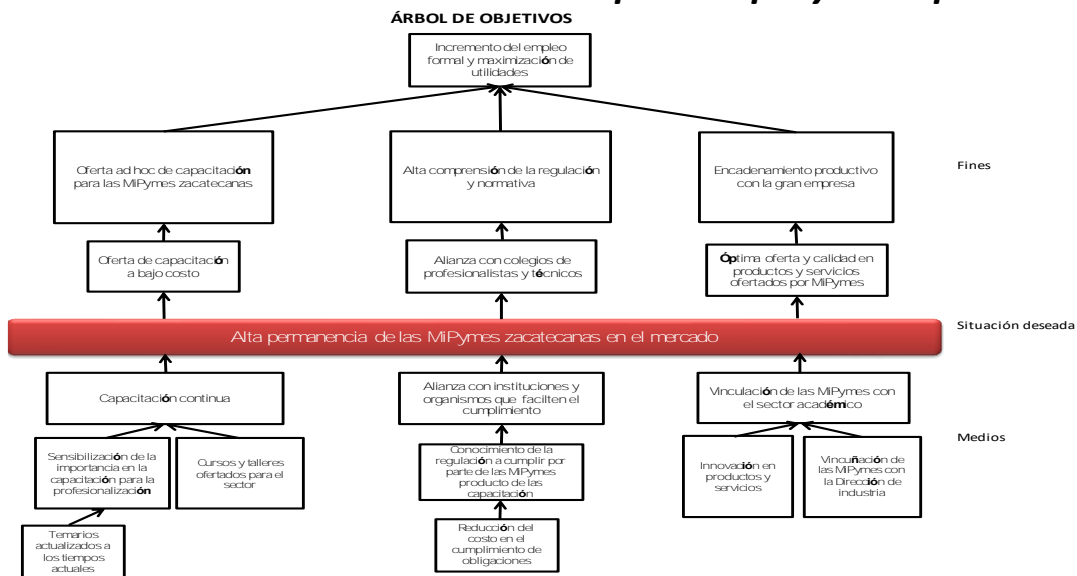 ÁRBOL DE OBJETIVOS
Incremento del empleo
formal y maximización de
utilidades
Oferta ad hoc de capacitación
para las MiPymes zacatecanas
Alta comprensión de la regulación
y normativa
Encadenamiento productivo
con la gran empresa
Fines
Oferta de capacitación
a bajo costo
Alianza con colegios de
profesionalistas y técnicos
Óptima oferta y calidad en
productos y servicios
ofertados por MiPymes
Situación deseada
Alta permanencia de las MiPymes zacatecanas en el mercado
Capacitación continua
Alianza con instituciones y
organismos que faciliten el
cumplimiento
Vinculación de las MiPymes con
el sector académico
Medios
Sensibilización de la
importancia en la
capacitación para la
profesionalización
Cursos y talleres
ofertados para el
sector
Conocimiento de la
regulación a cumplir por
parte de las MiPymes
producto de las
capacitación
Innovación en
productos y
servicios
Vincuñación de
las MiPymes con
la Dirección de
industria
Temarios
actualizados a
los tiempos
actuales
Reducción del
costo en el
cumplimiento de
obligaciones